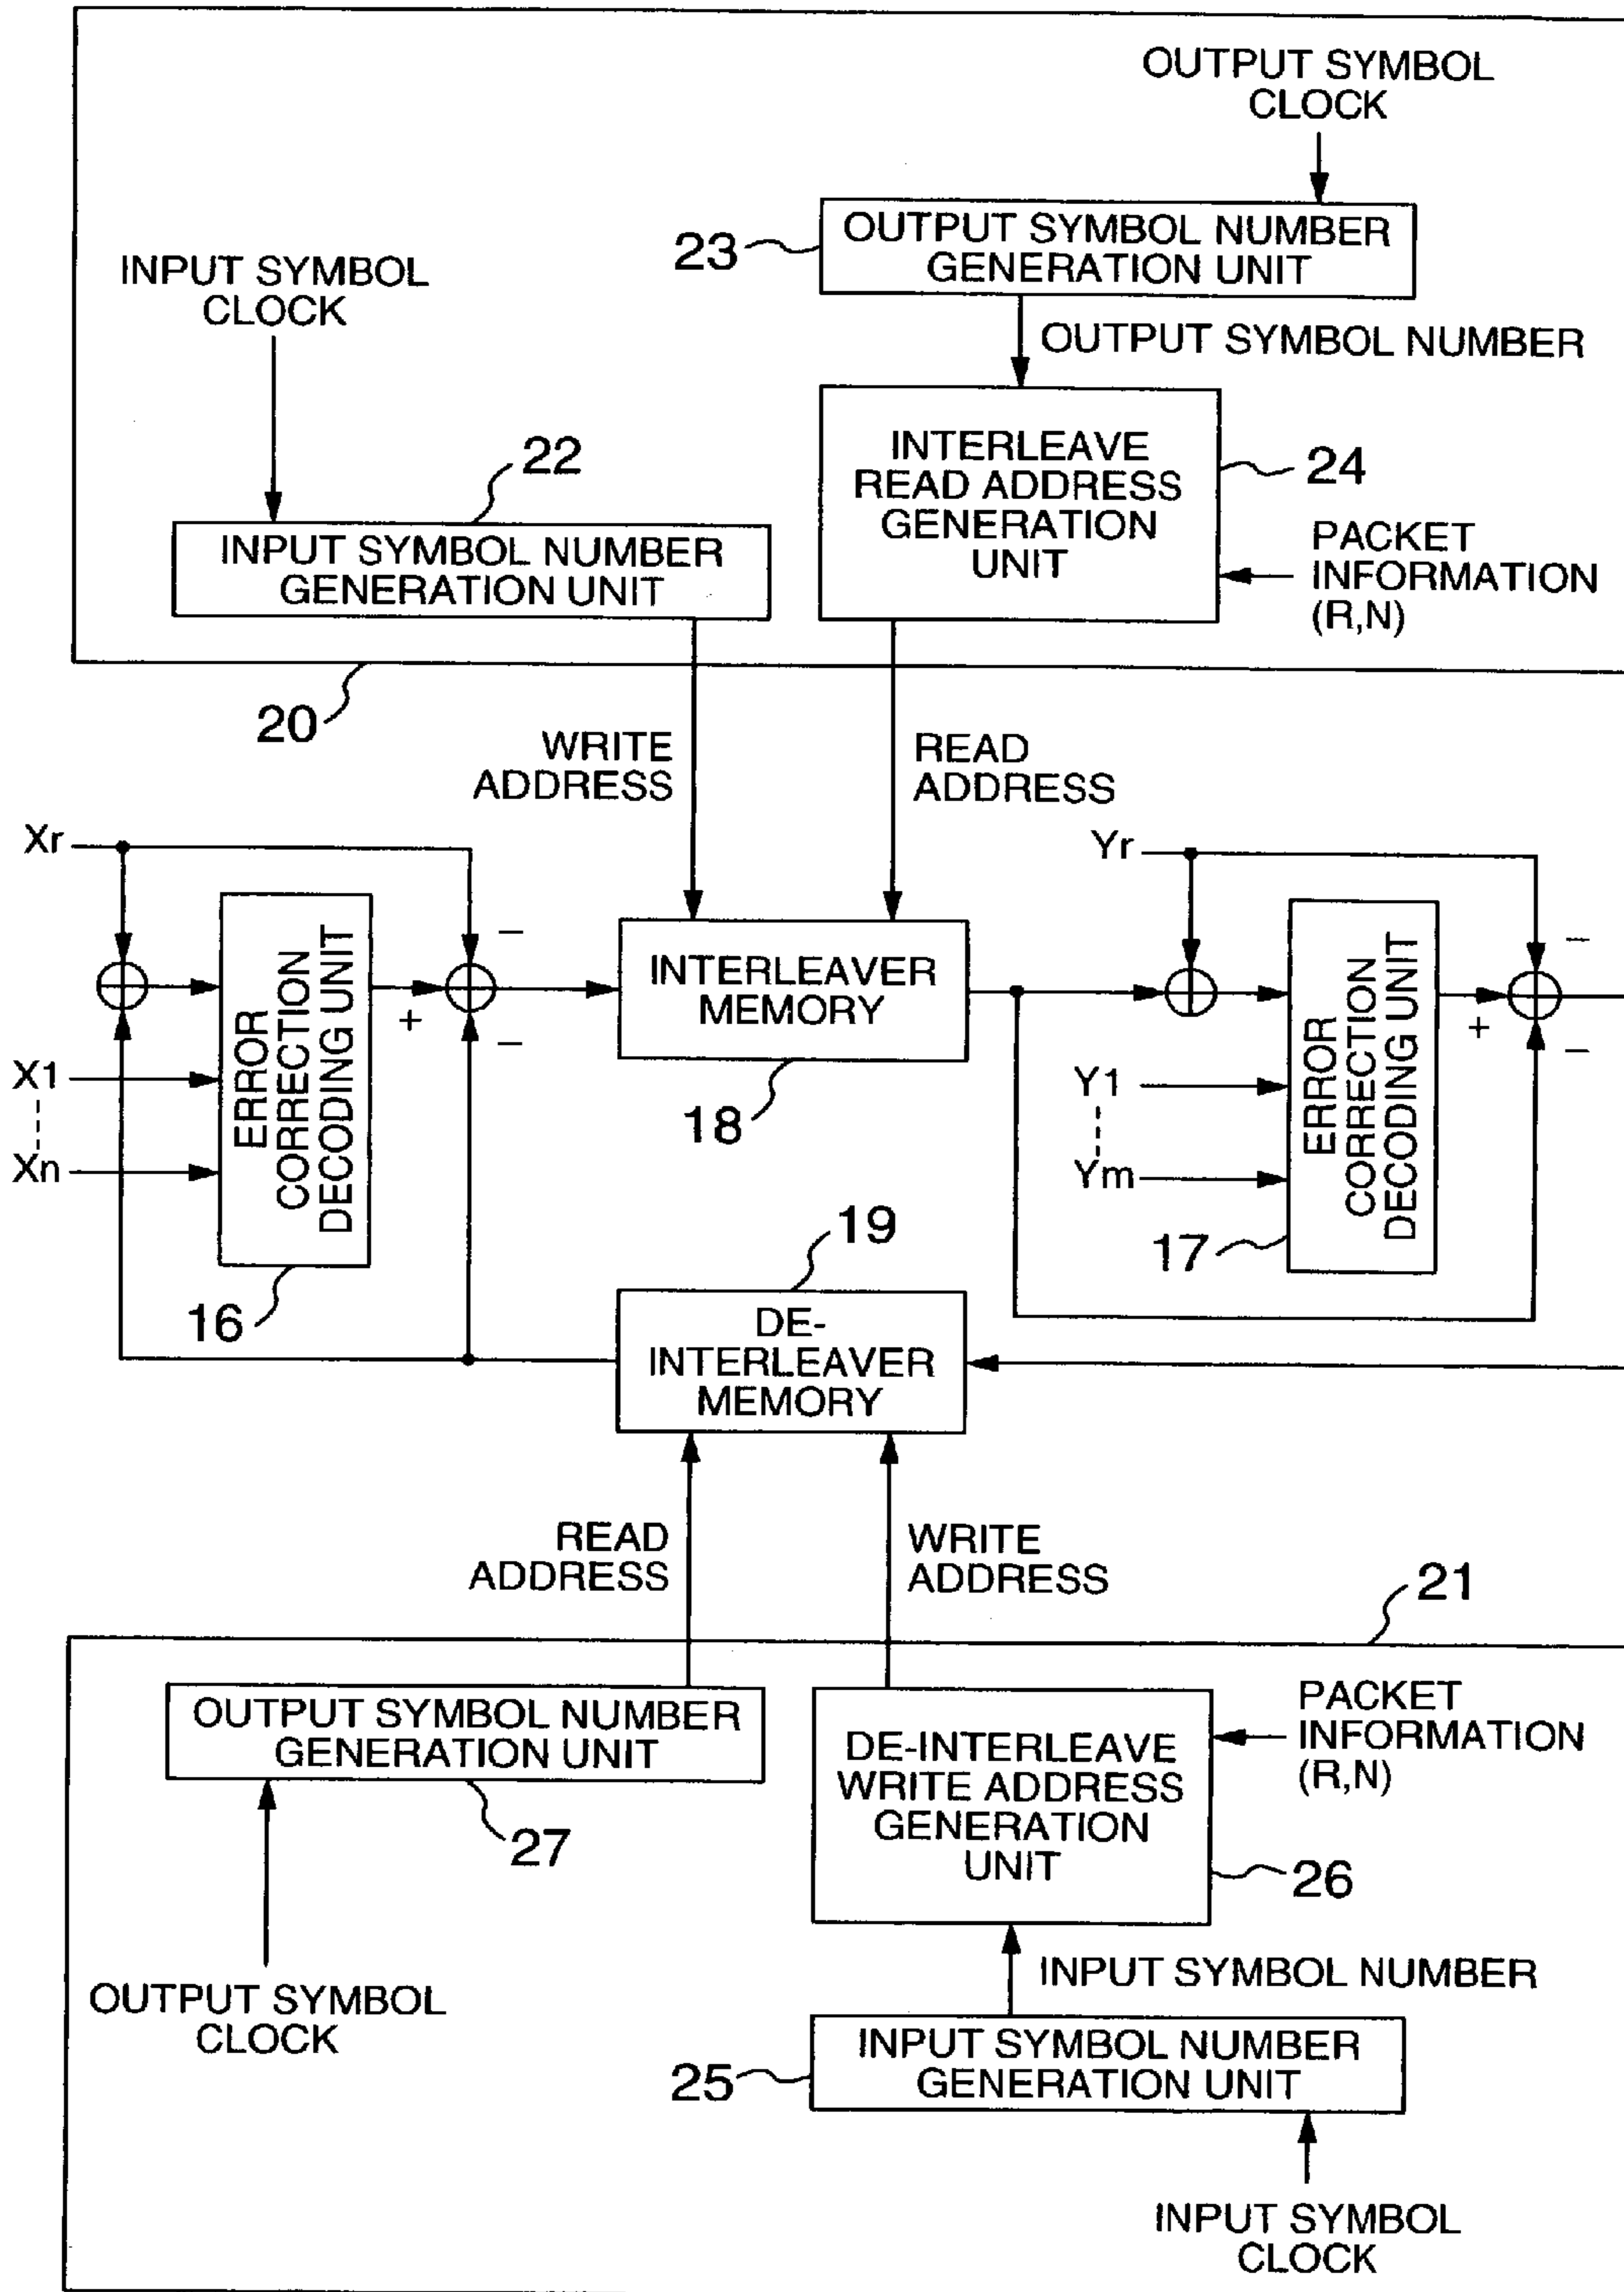 OUTPUT SYMBOL
CLOCK
23
OUTPUT SYMBOL NUMBER
GENERATION UNIT
INPUT SYMBOL
CLOCK
OUTPUT SYMBOL NUMBER
22
INTERLEAVE
READ ADDRESS
GENERATION
UNIT
24
INPUT SYMBOL NUMBER
GENERATION UNIT
PACKET
INFORMATION
(R,N)
20
WRITE
ADDRESS
READ
ADDRESS
Xr
Yr
ERROR
CORRECTION
DECODING UNIT
−
+
−
INTERLEAVER
MEMORY
18
ERROR
CORRECTION
DECODING UNIT
−
+
−
X1
Xn
Y1
Ym
16
17
19
DE-
INTERLEAVER
MEMORY
READ
ADDRESS
WRITE
ADDRESS
21
OUTPUT SYMBOL NUMBER
GENERATION UNIT
27
DE-INTERLEAVE
WRITE ADDRESS
GENERATION
UNIT
PACKET
INFORMATION
(R,N)
26
OUTPUT SYMBOL
CLOCK
INPUT SYMBOL NUMBER
25
INPUT SYMBOL NUMBER
GENERATION UNIT
INPUT SYMBOL
CLOCK